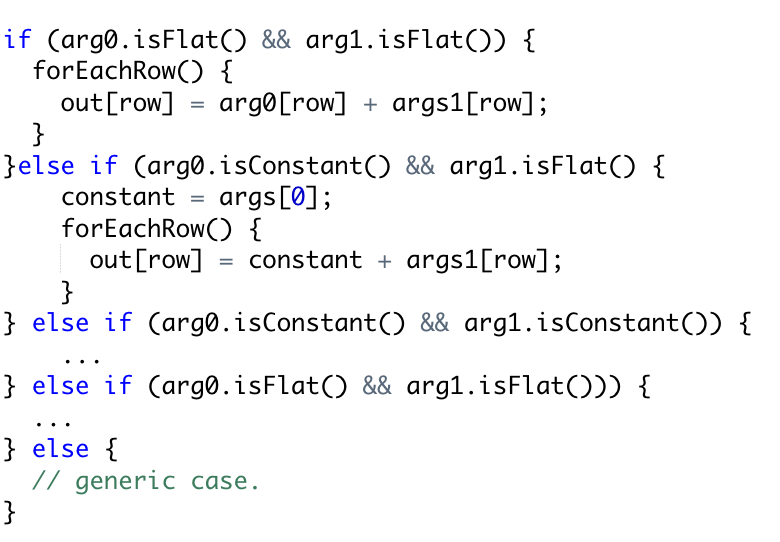 if (arg0.isFlat() && arg1.isFlat()) {
  forEachRow() {
    out[row] = arg0[row] + args1[row];
  }
}else if (arg0.isConstant() && arg1.isFlat() {
    constant = args[0];
    forEachRow() {
      out[row] = constant + args1[row];
    }
} else if (arg0.isConstant() && arg1.isConstant()) {
    ...
} else if (arg0.isFlat() && arg1.isFlat())) {
  ...
} else {
  // generic case.
}